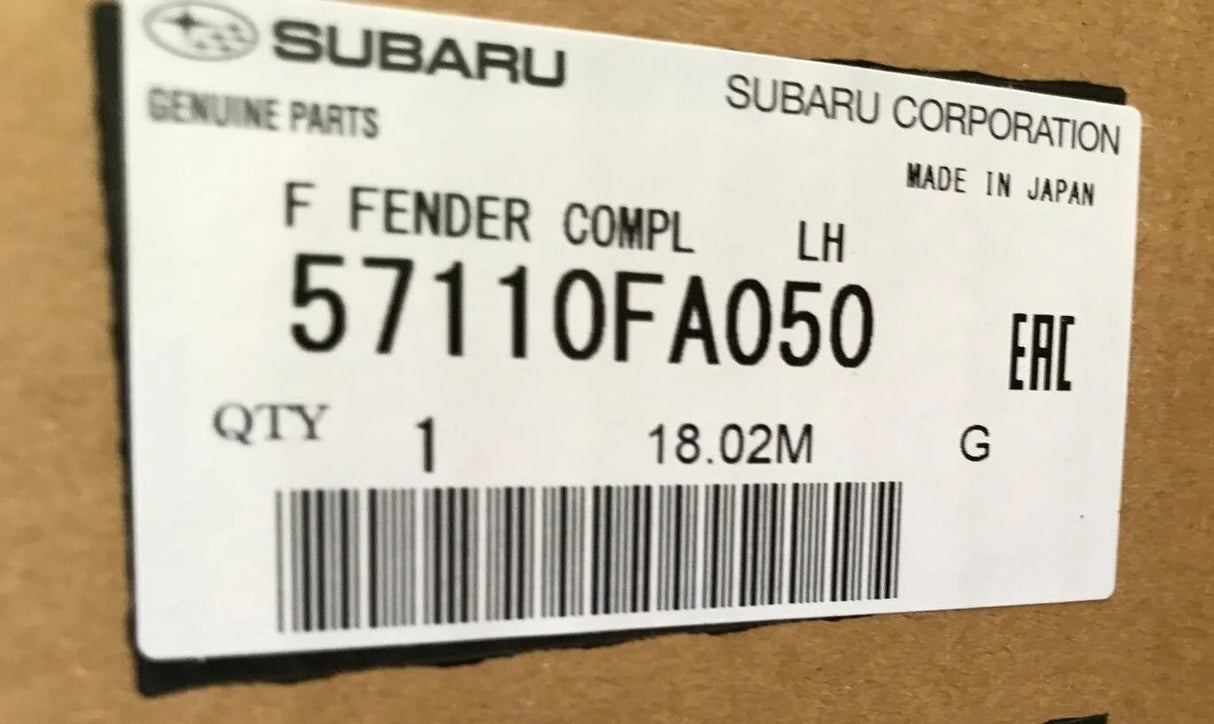 SUBARU
SUBARU CORPORATION
GENUINE PARTS
MADE IN JAPAN
F FENDER COMPL LH
57110FA050
EAC
QTY 1 18.02M G